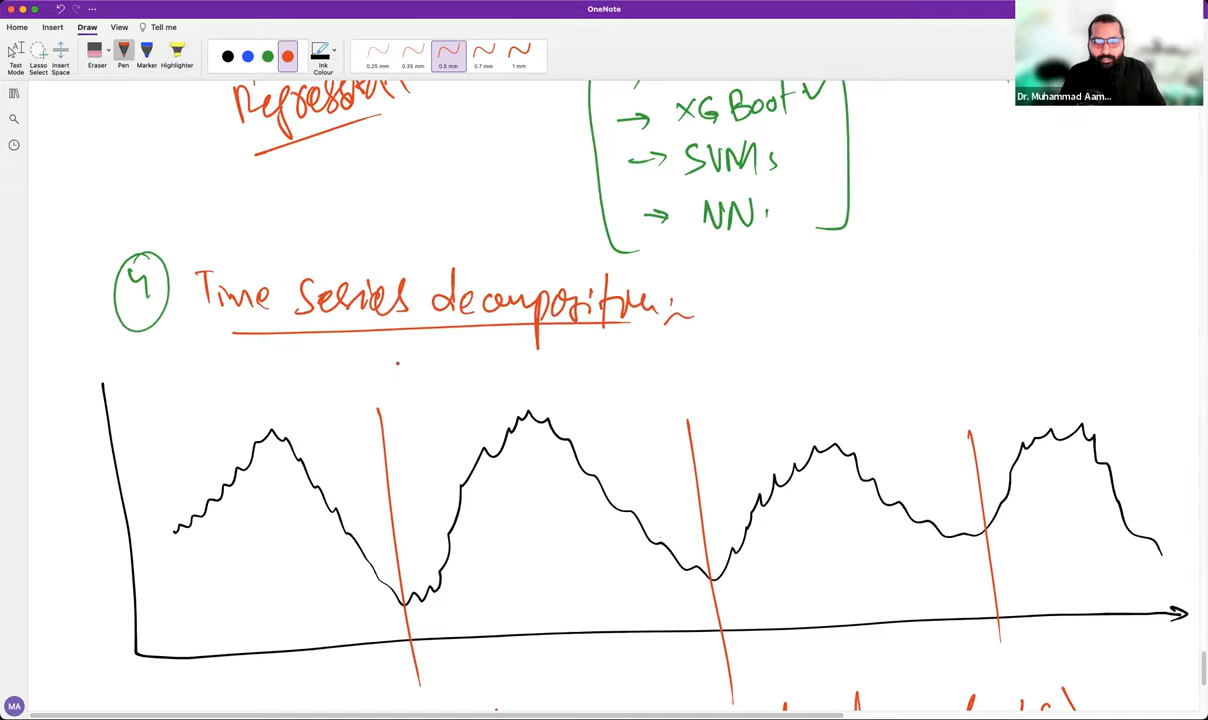 OneNote
Home Insert Draw View Tell me
Text Mode
Lasso Select
Insert Space
Eraser
Pen
Marker
Highlighter
Ink Colour
0.25 mm
0.35 mm
0.5 mm
0.7 mm
1 mm
Dr. Muhammad Aam...
Regression
→ XG Boot ✓
→ SVMs
→ NN
4 Time Series decomposition:~
MA